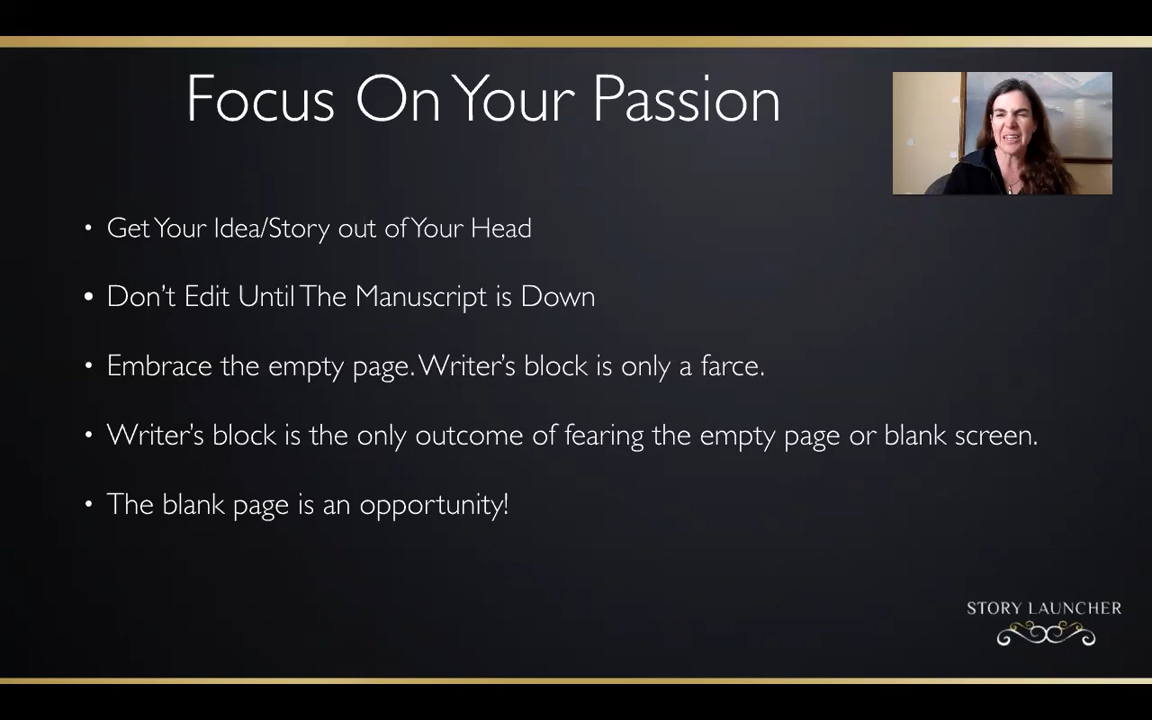 Focus On Your Passion
• Get Your Idea/Story out of Your Head
• Don't Edit Until The Manuscript is Down
• Embrace the empty page. Writer's block is only a farce.
• Writer's block is the only outcome of fearing the empty page or blank screen.
• The blank page is an opportunity!
STORY LAUNCHER